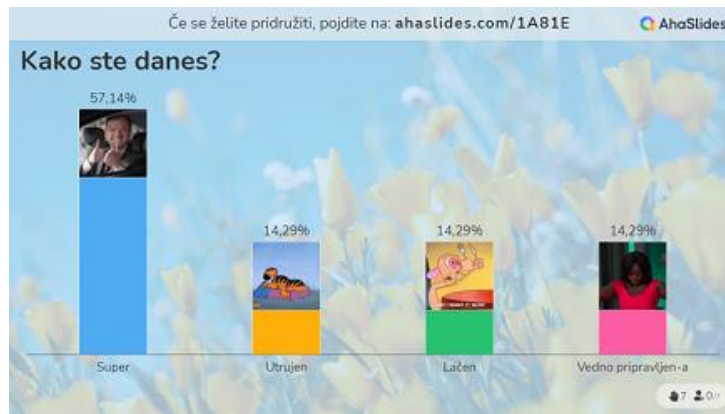 Če se želite pridružiti, pojdite na: ahaslides.com/1A81E
AhaSlides
Kako ste danes?
57,14%
14,29%
14,29%
14,29%
Super
Utrujen
Lačen
Vedno pripravljen-a
7
0